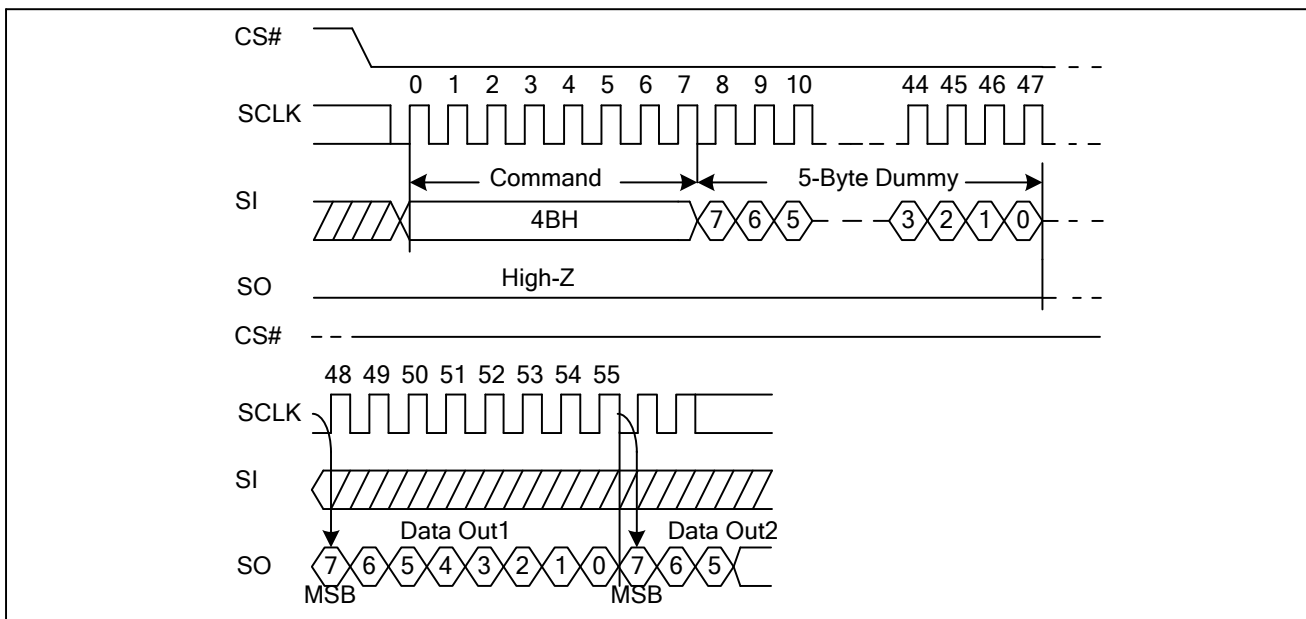 CS#
0 1 2 3 4 5 6 7 8 9 10 44 45 46 47
SCLK
Command 5-Byte Dummy
SI
4BH 7 6 5 3 2 1 0
High-Z
SO
CS#
48 49 50 51 52 53 54 55
SCLK
SI
Data Out1 Data Out2
SO 7 6 5 4 3 2 1 0 7 6 5
MSB MSB